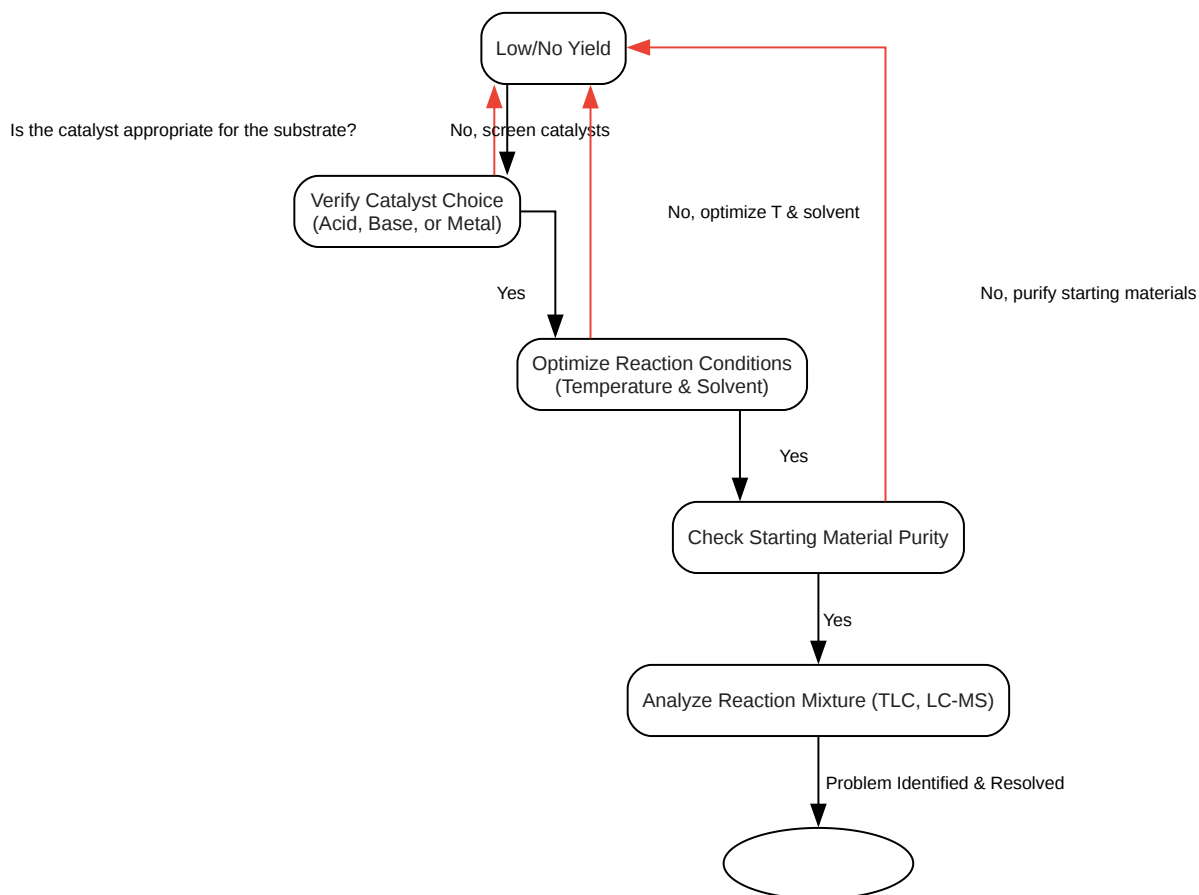 Low/No Yield
Is the catalyst appropriate for the substrate?
No, screen catalysts
Verify Catalyst Choice
(Acid, Base, or Metal)
No, optimize T & solvent
Yes
No, purify starting materials
Optimize Reaction Conditions
(Temperature & Solvent)
Yes
Check Starting Material Purity
Yes
Analyze Reaction Mixture (TLC, LC-MS)
Problem Identified & Resolved